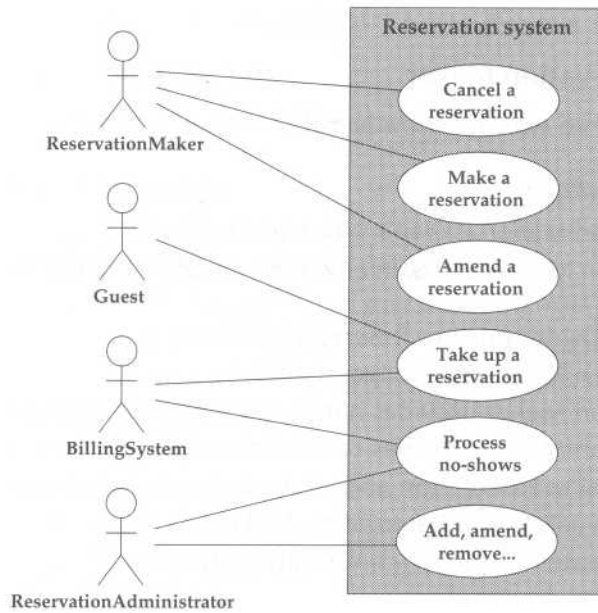 Reservation system
Cancel a
reservation
ReservationMaker
Make a
reservation
Amend a
reservation
Guest
Take up a
reservation
BillingSystem
Process
no-shows
Add, amend,
remove...
ReservationAdministrator